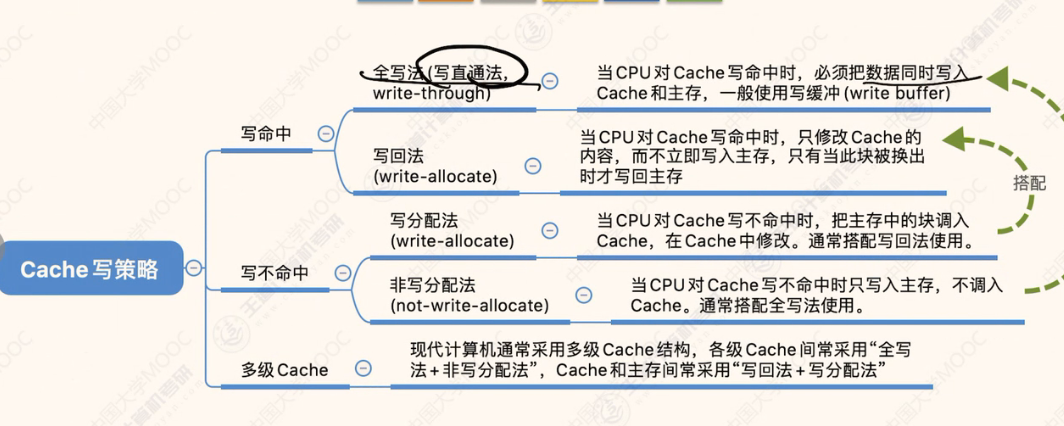 全写法(写直通法,
write-through)
当CPU对Cache写命中时，必须把数据同时写入
Cache和主存，一般使用写缓冲(write buffer)
写命中
写回法
(write-allocate)
当CPU对Cache写命中时，只修改Cache的
内容，而不立即写入主存，只有当此块被换出
时才写回主存
搭配
Cache写策略
写分配法
(write-allocate)
当CPU对Cache写不命中时，把主存中的块调入
Cache，在Cache中修改。通常搭配写回法使用。
写不命中
非写分配法
(not-write-allocate)
当CPU对Cache写不命中时只写入主存，不调入
Cache。通常搭配全写法使用。
多级Cache
现代计算机通常采用多级Cache结构，各级Cache间常采用“全写
法+非写分配法”，Cache和主存间常采用“写回法+写分配法”
中国大学MOOC